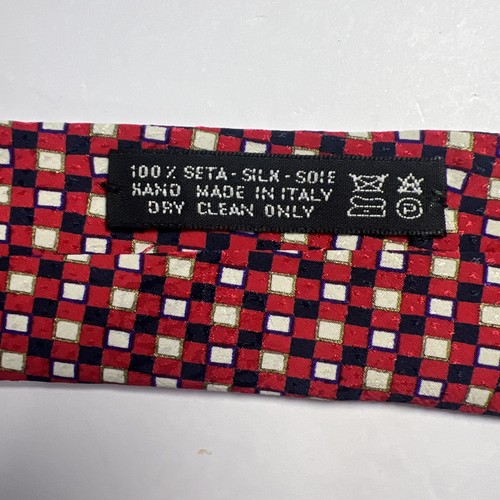 100% SETA - SILK - SOIE
HAND MADE IN ITALY
DRY CLEAN ONLY
P